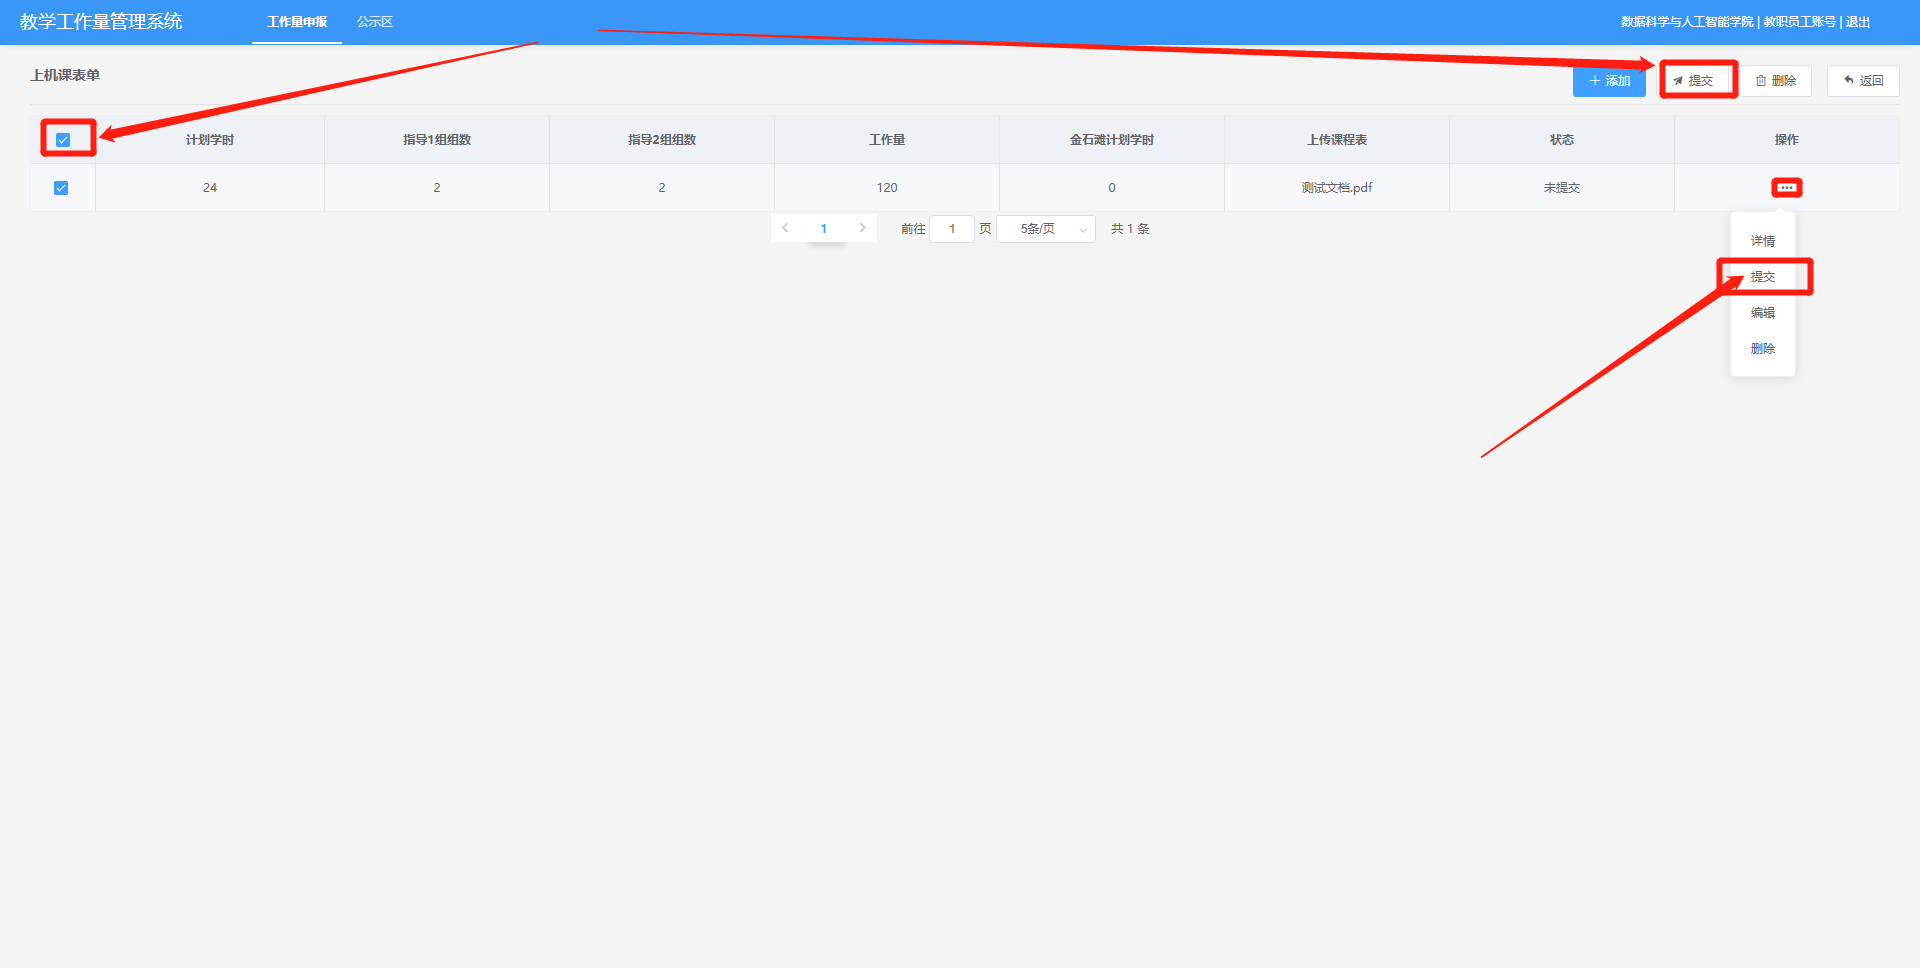 教学工作量管理系统 工作量申报 公示区 数据科学与人工智能学院 | 教职员工账号 | 退出
上机课表单 添加 提交 删除 返回
计划学时 指导1组组数 指导2组组数 工作量 金石滩计划学时 上传课程表 状态 操作
24 2 2 120 0 测试文档.pdf 未提交 •••
1 前往 1 页 5条/页 共 1 条
详情
提交
编辑
删除